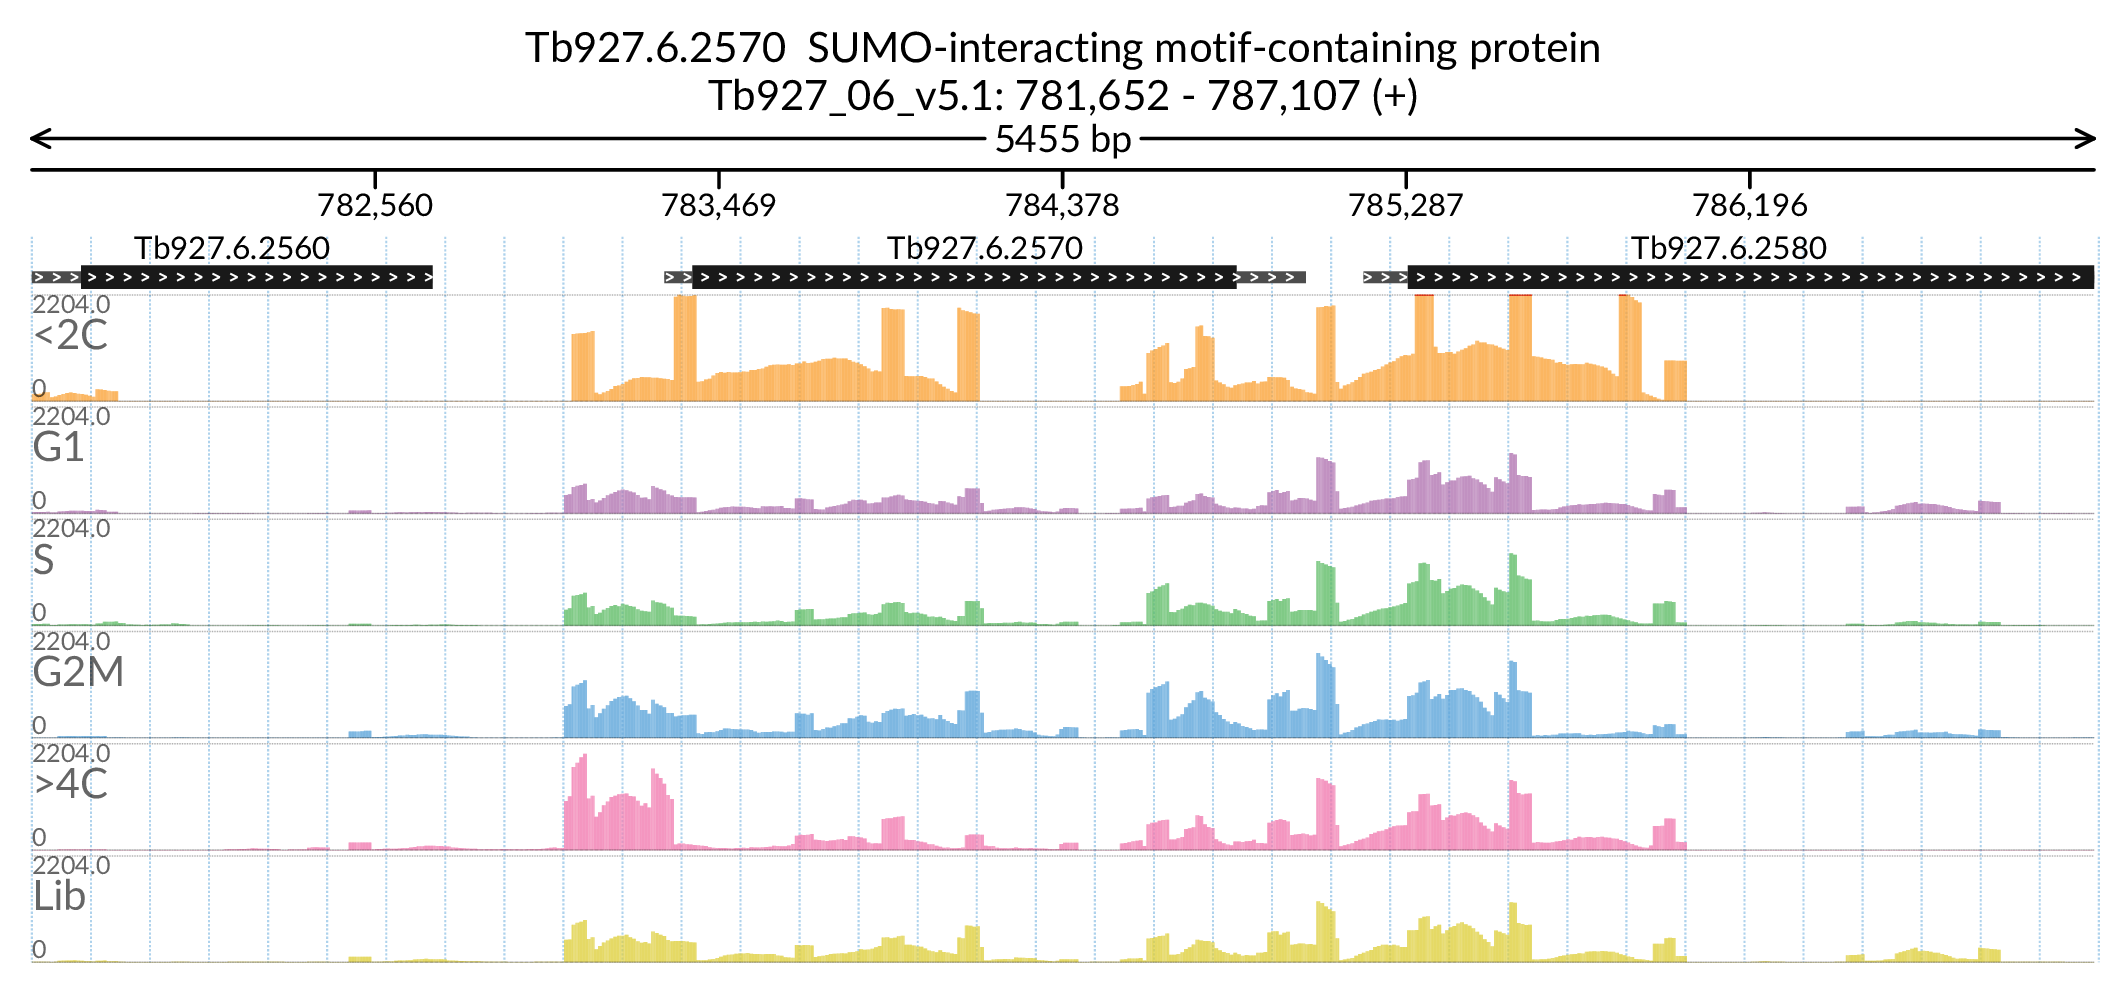 Tb927.6.2570 SUMO-interacting motif-containing protein
Tb927_06_v5.1: 781,652 - 787,107 (+)
5455 bp
782,560 783,469 784,378 785,287 786,196
Tb927.6.2560 Tb927.6.2570 Tb927.6.2580
2204.0
<2C
0
2204.0
G1
0
2204.0
S
0
2204.0
G2M
0
2204.0
>4C
0
2204.0
Lib
0